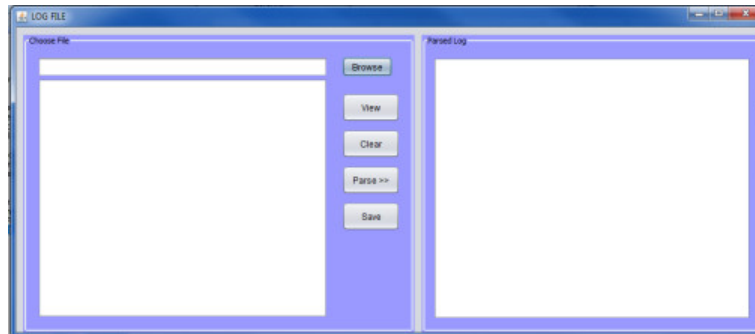 LOG FILE
Choose File
Browse
View
Clear
Parse >>
Save
Parsed Log